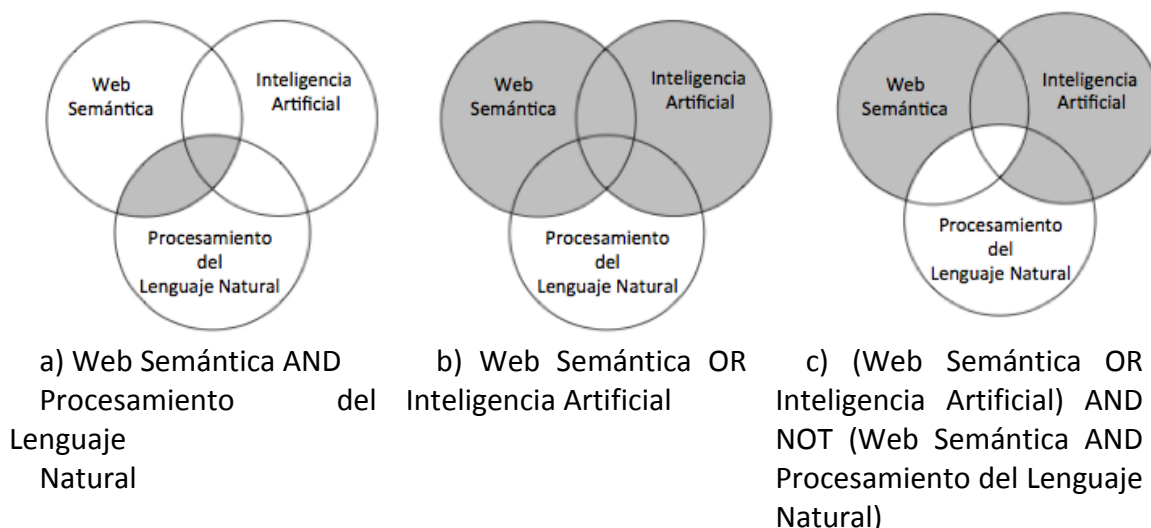 Web
Semántica
Inteligencia
Artificial
Procesamiento
del
Lenguaje Natural
Web
Semántica
Inteligencia
Artificial
Procesamiento
del
Lenguaje Natural
Web
Semántica
Inteligencia
Artificial
Procesamiento
del
Lenguaje Natural
a) Web Semántica AND
Procesamiento del
Lenguaje
Natural
b) Web Semántica OR
Inteligencia Artificial
c) (Web Semántica OR
Inteligencia Artificial) AND
NOT (Web Semántica AND
Procesamiento del Lenguaje
Natural)